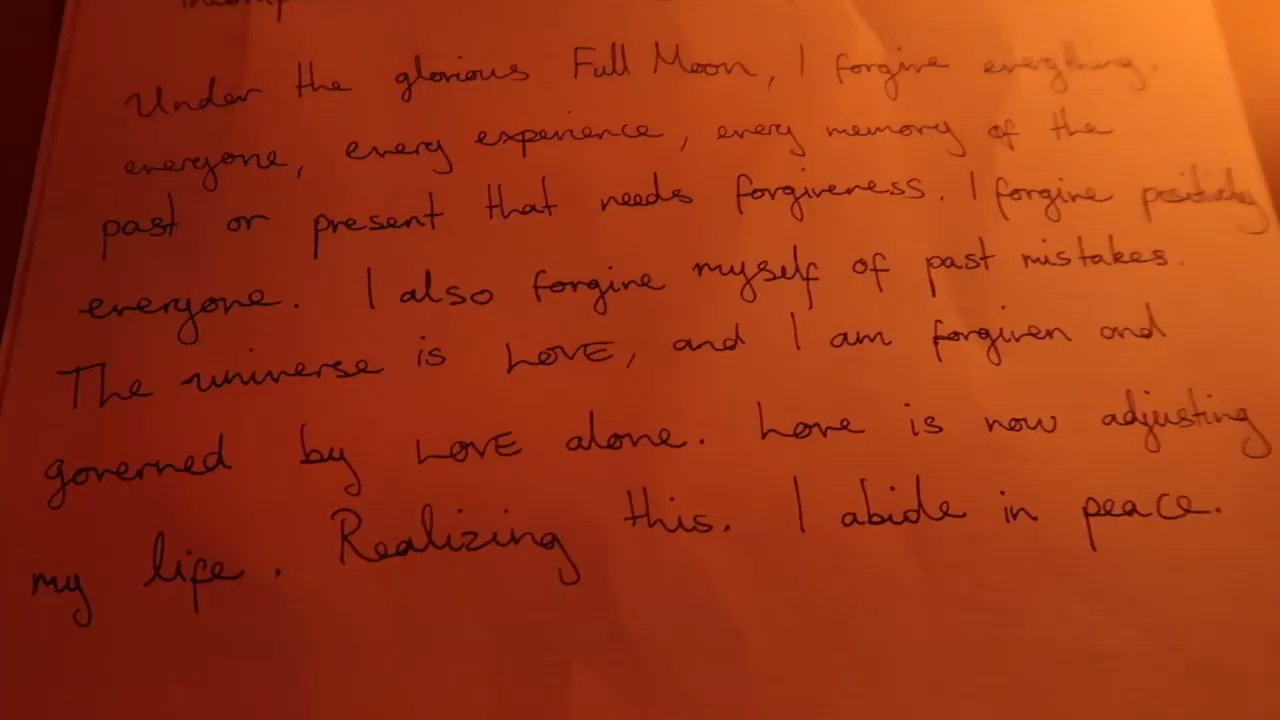 Under the glorious Full Moon, I forgive everything,
everyone, every experience, every memory of the
past or present that needs forgiveness. I forgive positively
everyone. I also forgive myself of past mistakes.
The universe is LOVE, and I am forgiven and
governed by LOVE alone. Love is now adjusting
my life. Realizing this. I abide in peace.